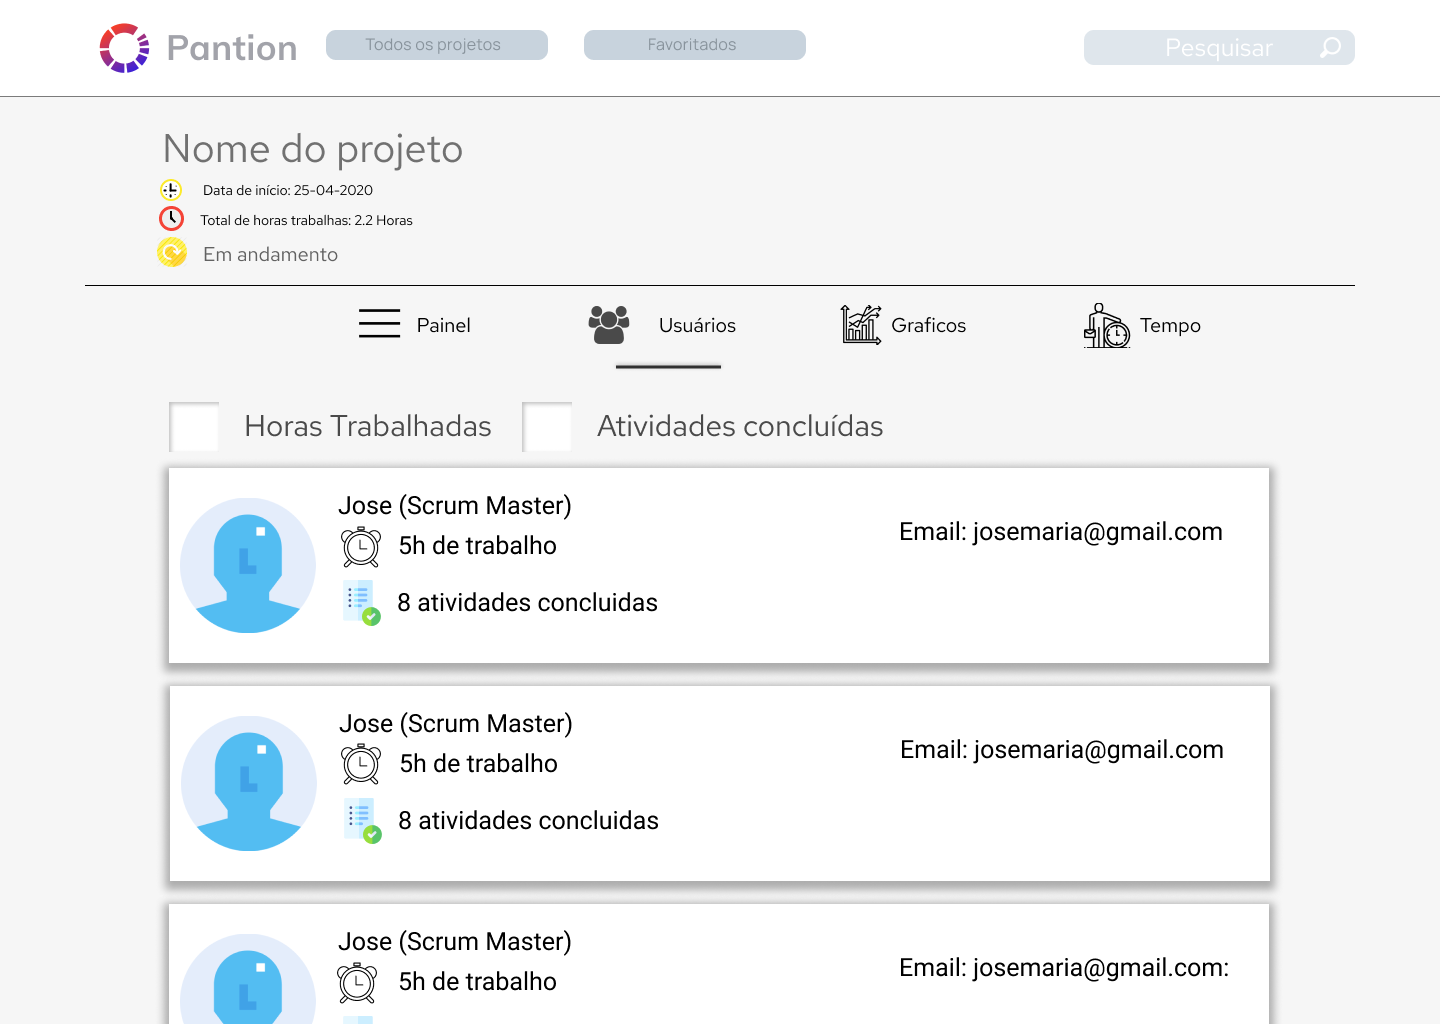 Pantion
Todos os projetos
Favoritados
Pesquisar
Nome do projeto
Data de início: 25-04-2020
Total de horas trabalhas: 2.2 Horas
Em andamento
Painel
Usuários
Graficos
Tempo
Horas Trabalhadas
Atividades concluídas
Jose (Scrum Master)
5h de trabalho
8 atividades concluidas
Email: josemaria@gmail.com
Jose (Scrum Master)
5h de trabalho
8 atividades concluidas
Email: josemaria@gmail.com
Jose (Scrum Master)
5h de trabalho
Email: josemaria@gmail.com: